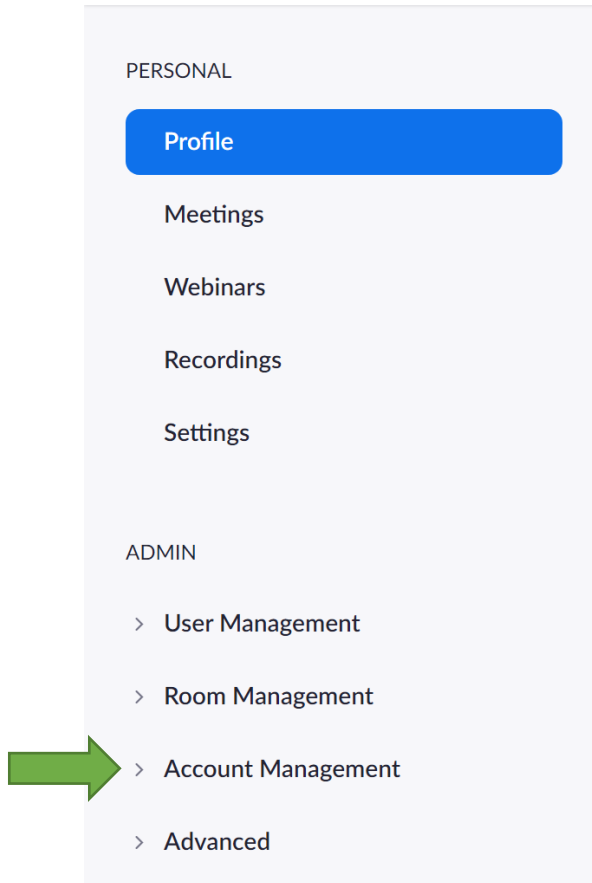 PERSONAL
Profile
Meetings
Webinars
Recordings
Settings
ADMIN
User Management
Room Management
Account Management
Advanced